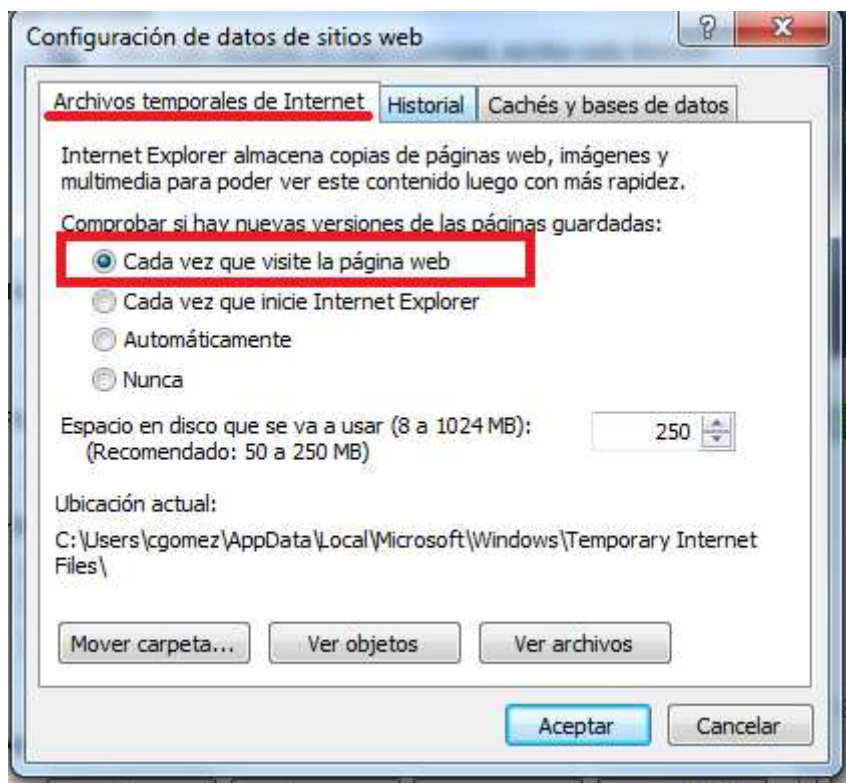 Configuración de datos de sitios web
Archivos temporales de Internet Historial Cachés y bases de datos
Internet Explorer almacena copias de páginas web, imágenes y
multimedia para poder ver este contenido luego con más rapidez.
Comprobar si hay nuevas versiones de las páginas guardadas:
Cada vez que visite la página web
Cada vez que inicie Internet Explorer
Automáticamente
Nunca
Espacio en disco que se va a usar (8 a 1024 MB): 250
(Recomendado: 50 a 250 MB)
Ubicación actual:
C:\Users\cgomez\AppData\Local\Microsoft\Windows\Temporary Internet
Files\
Mover carpeta... Ver objetos Ver archivos
Aceptar Cancelar